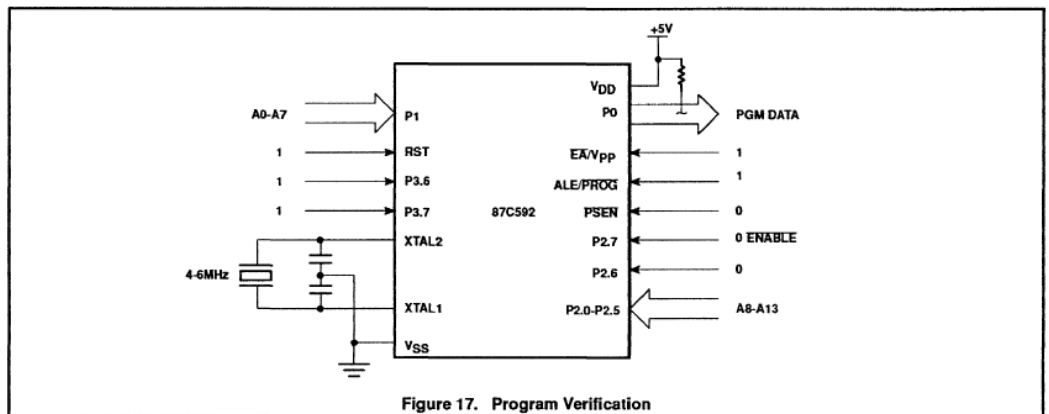 +5V
VDD
A0-A7
P1
P0
PGM DATA
1
RST
EA/VPP
1
1
P3.6
ALE/PROG
1
1
P3.7
87C592
PSEN
0
XTAL2
P2.7
0 ENABLE
4-6MHz
P2.6
0
XTAL1
P2.0-P2.5
A8-A13
VSS
Figure 17. Program Verification